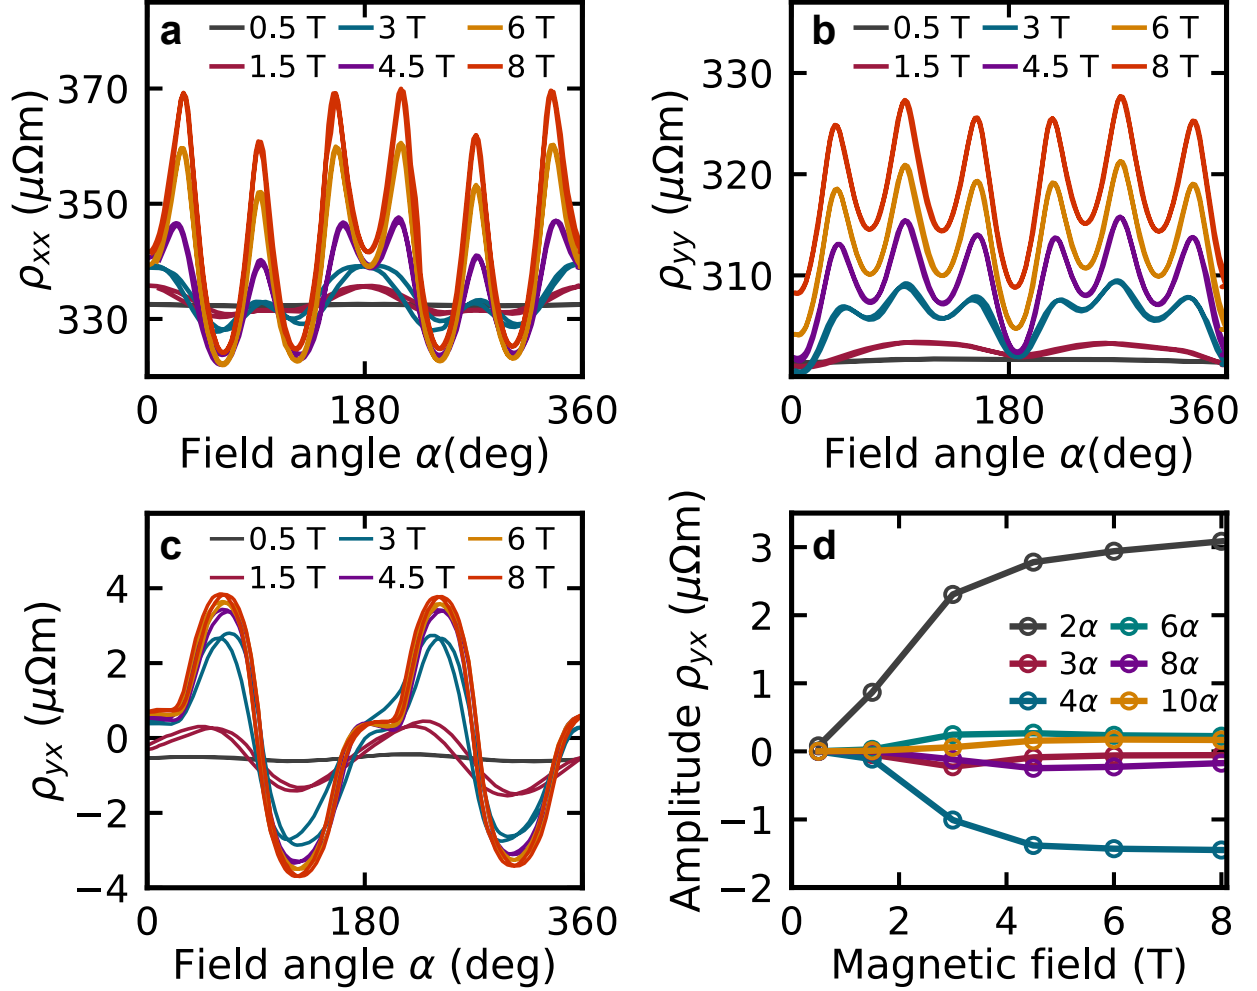 a
0.5 T 3 T 6 T
1.5 T 4.5 T 8 T
370
350
330
0 180 360
ρxx (μΩm)
Field angle α(deg)
b
0.5 T 3 T 6 T
1.5 T 4.5 T 8 T
330
320
310
0 180 360
ρyy (μΩm)
Field angle α(deg)
c
0.5 T 3 T 6 T
1.5 T 4.5 T 8 T
4
2
0
−2
−4
0 180 360
ρyx (μΩm)
Field angle α (deg)
d
3
2
1
0
−1
−2
2α 6α
3α 8α
4α 10α
0 2 4 6 8
Amplitude ρyx (μΩm)
Magnetic field (T)